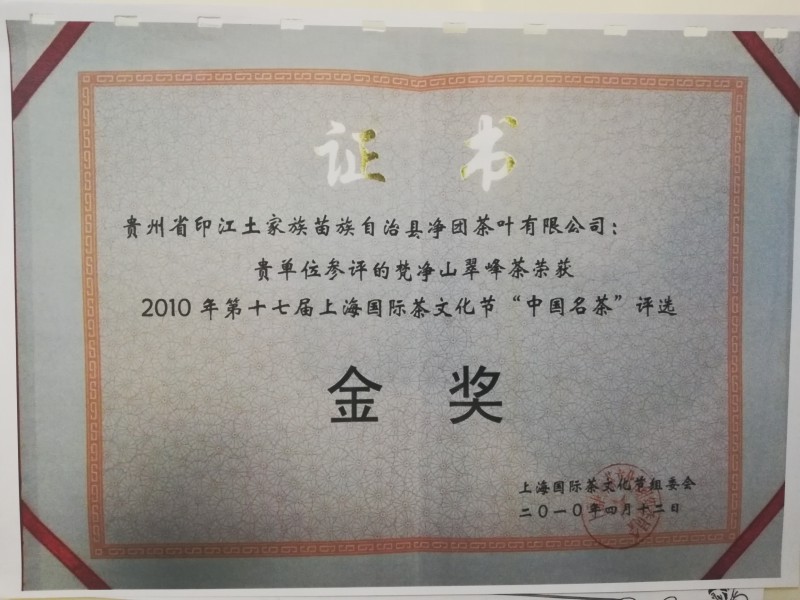 证书
贵州省印江土家族苗族自治县净团茶叶有限公司：
贵单位参评的梵净山翠峰茶荣获
2010年第十七届上海国际茶文化节“中国名茶”评选
金奖
上海国际茶文化节组委会
二〇一〇年四月十二日